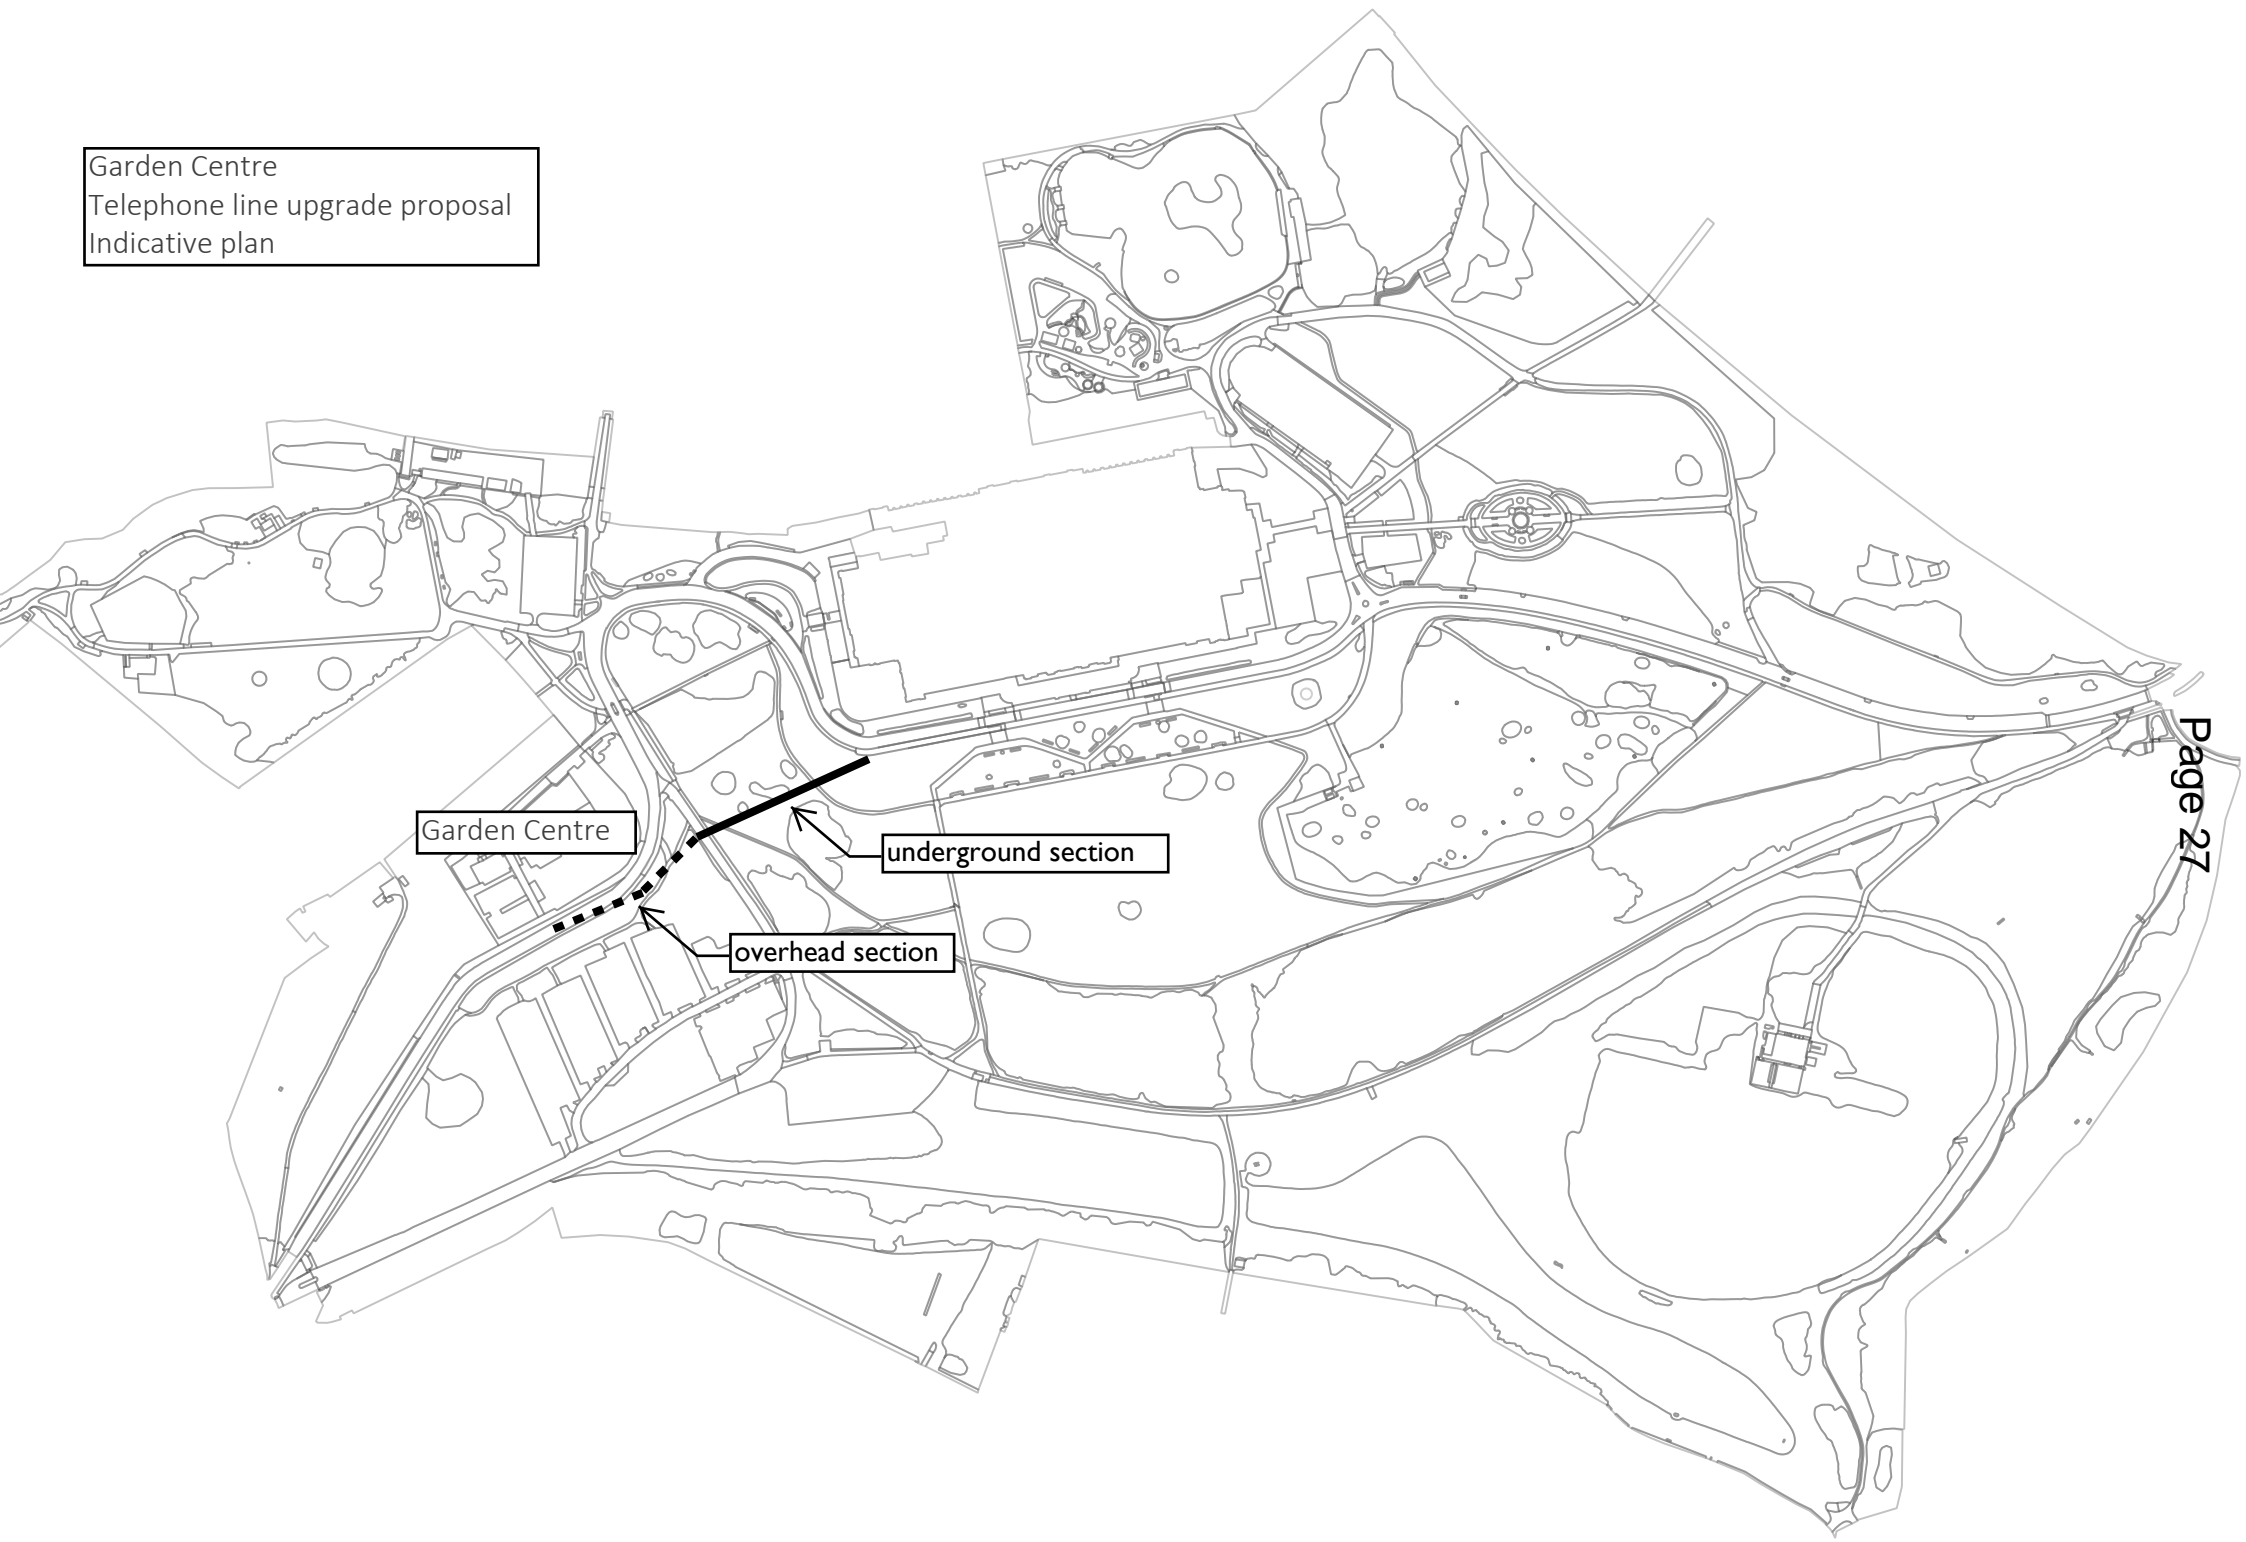 Garden Centre
Telephone line upgrade proposal
Indicative plan
Page 27
Garden Centre
underground section
overhead section